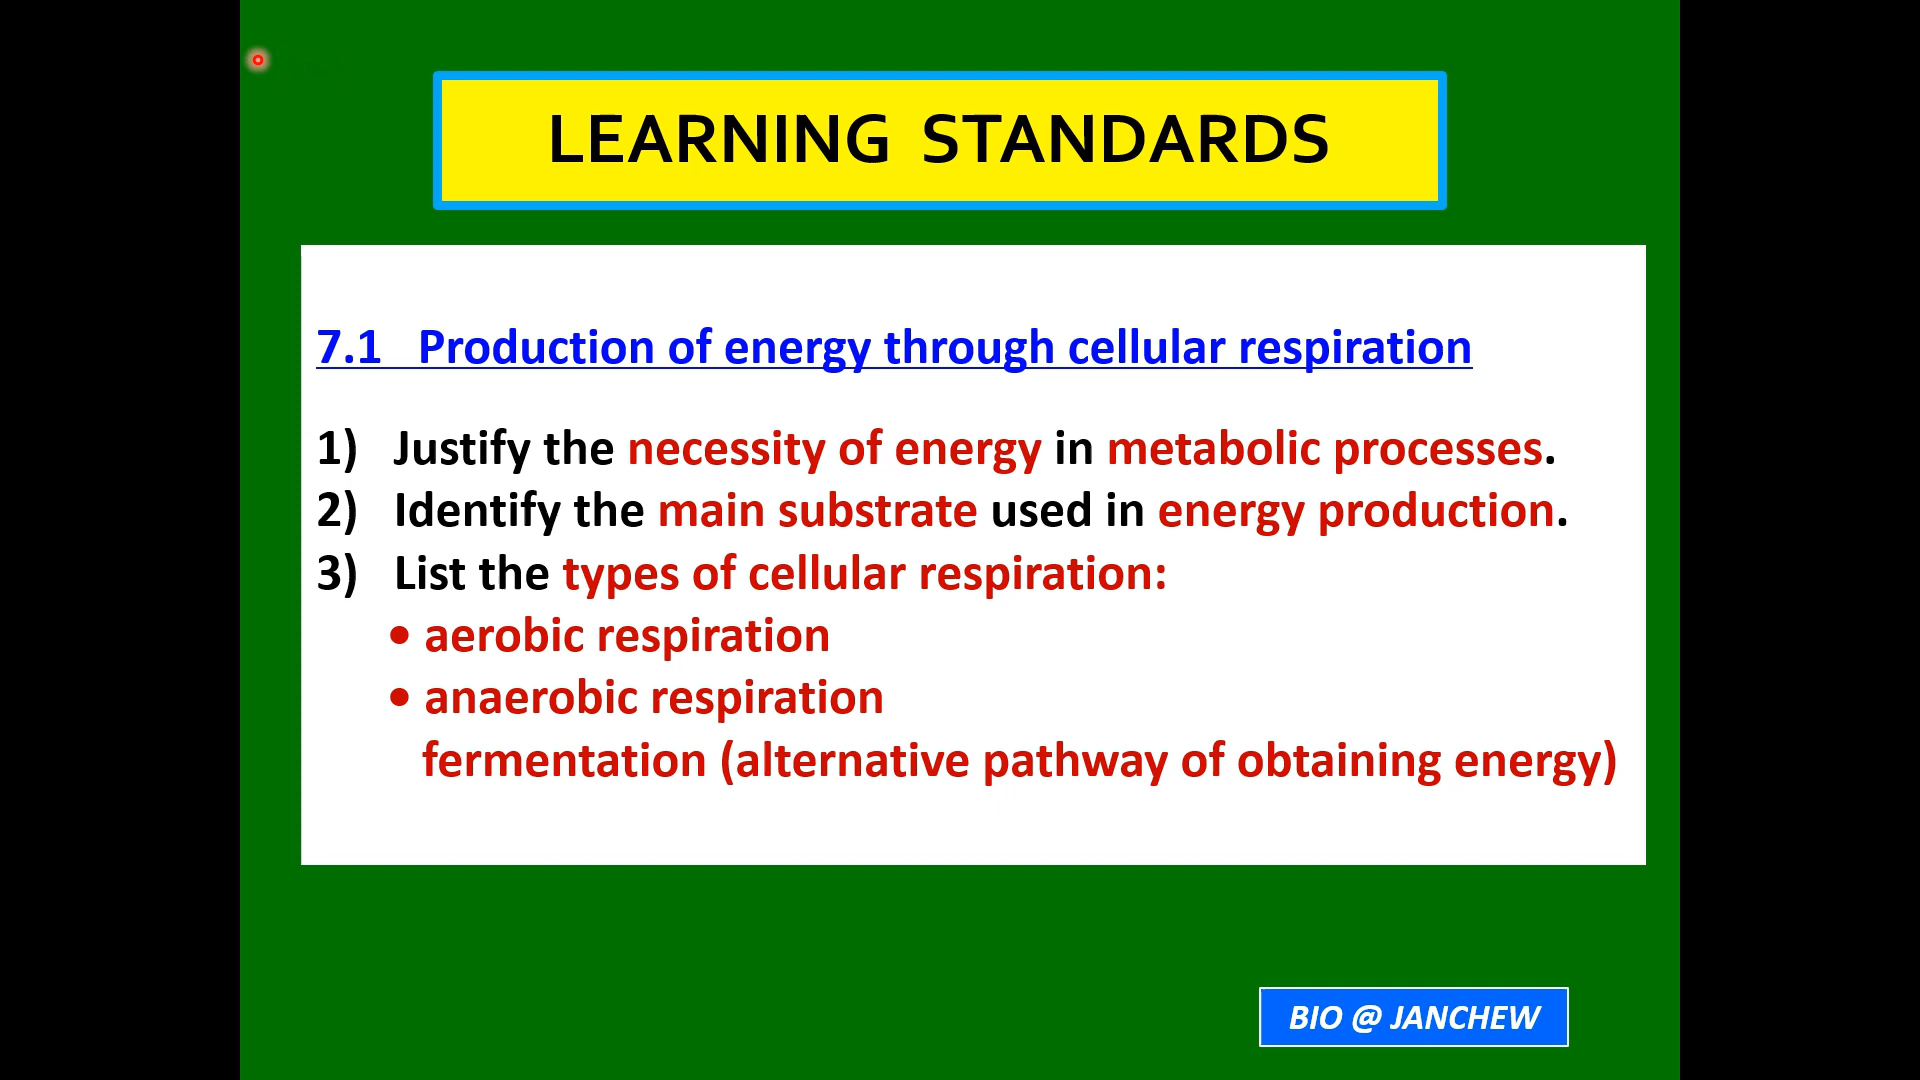 LEARNING STANDARDS
7.1 Production of energy through cellular respiration
1) Justify the necessity of energy in metabolic processes.
2) Identify the main substrate used in energy production.
3) List the types of cellular respiration:
• aerobic respiration
• anaerobic respiration
fermentation (alternative pathway of obtaining energy)
BIO @ JANCHEW